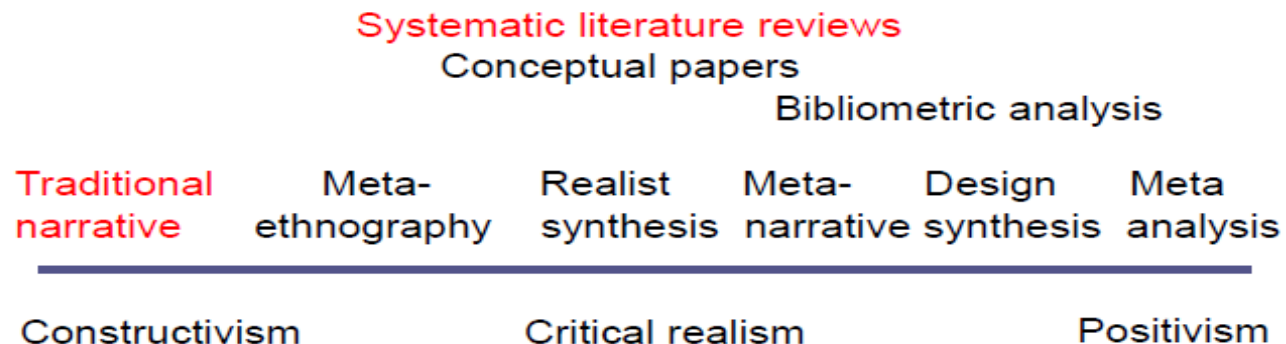 Systematic literature reviews
Conceptual papers
Bibliometric analysis
Traditional Meta- Realist Meta- Design Meta
narrative ethnography synthesis narrative synthesis analysis
Constructivism Critical realism Positivism